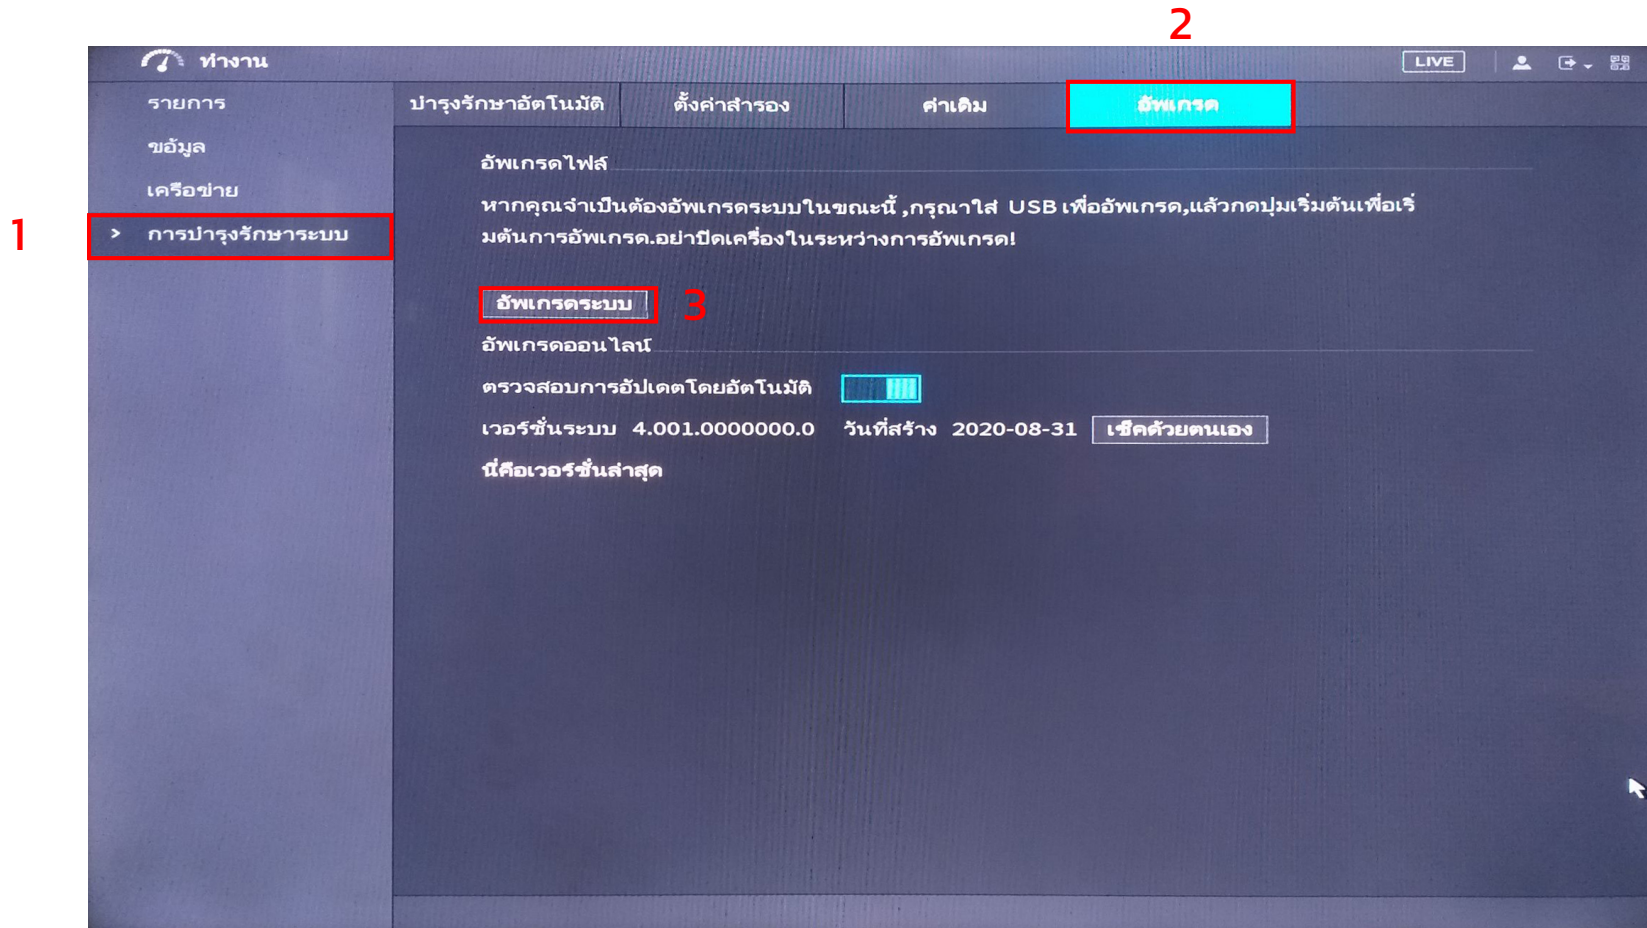 2
ทำงาน
LIVE
รายการ
บำรุงรักษาอัตโนมัติ
ตั้งค่าสำรอง
ค่าเดิม
อัพเกรด
ขอ้มูล
เครือข่าย
1
> การบำรุงรักษาระบบ
อัพเกรดไฟล์
หากคุณจำเป็นต้องอัพเกรดระบบในขณะนี้ ,กรุณาใส่ USB เพื่ออัพเกรด,แล้วกดปุ่มเริ่มต้นเพื่อเริ่
มต้นการอัพเกรด.อย่าปิดเครื่องในระหว่างการอัพเกรด!
อัพเกรดระบบ
3
อัพเกรดออนไลน์
ตรวจสอบการอัปเดตโดยอัตโนมัติ
เวอร์ชั่นระบบ 4.001.0000000.0 วันที่สร้าง 2020-08-31 เช็คด้วยตนเอง
นี่คือเวอร์ชั่นล่าสุด